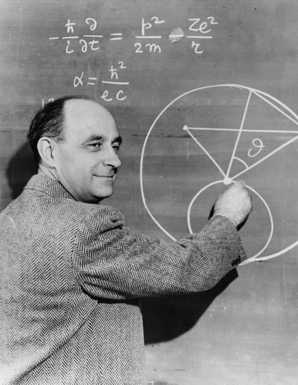 - ħ/i ∂/∂t = p²/2m - Ze²/r
α = ħ²/ec
ϑ